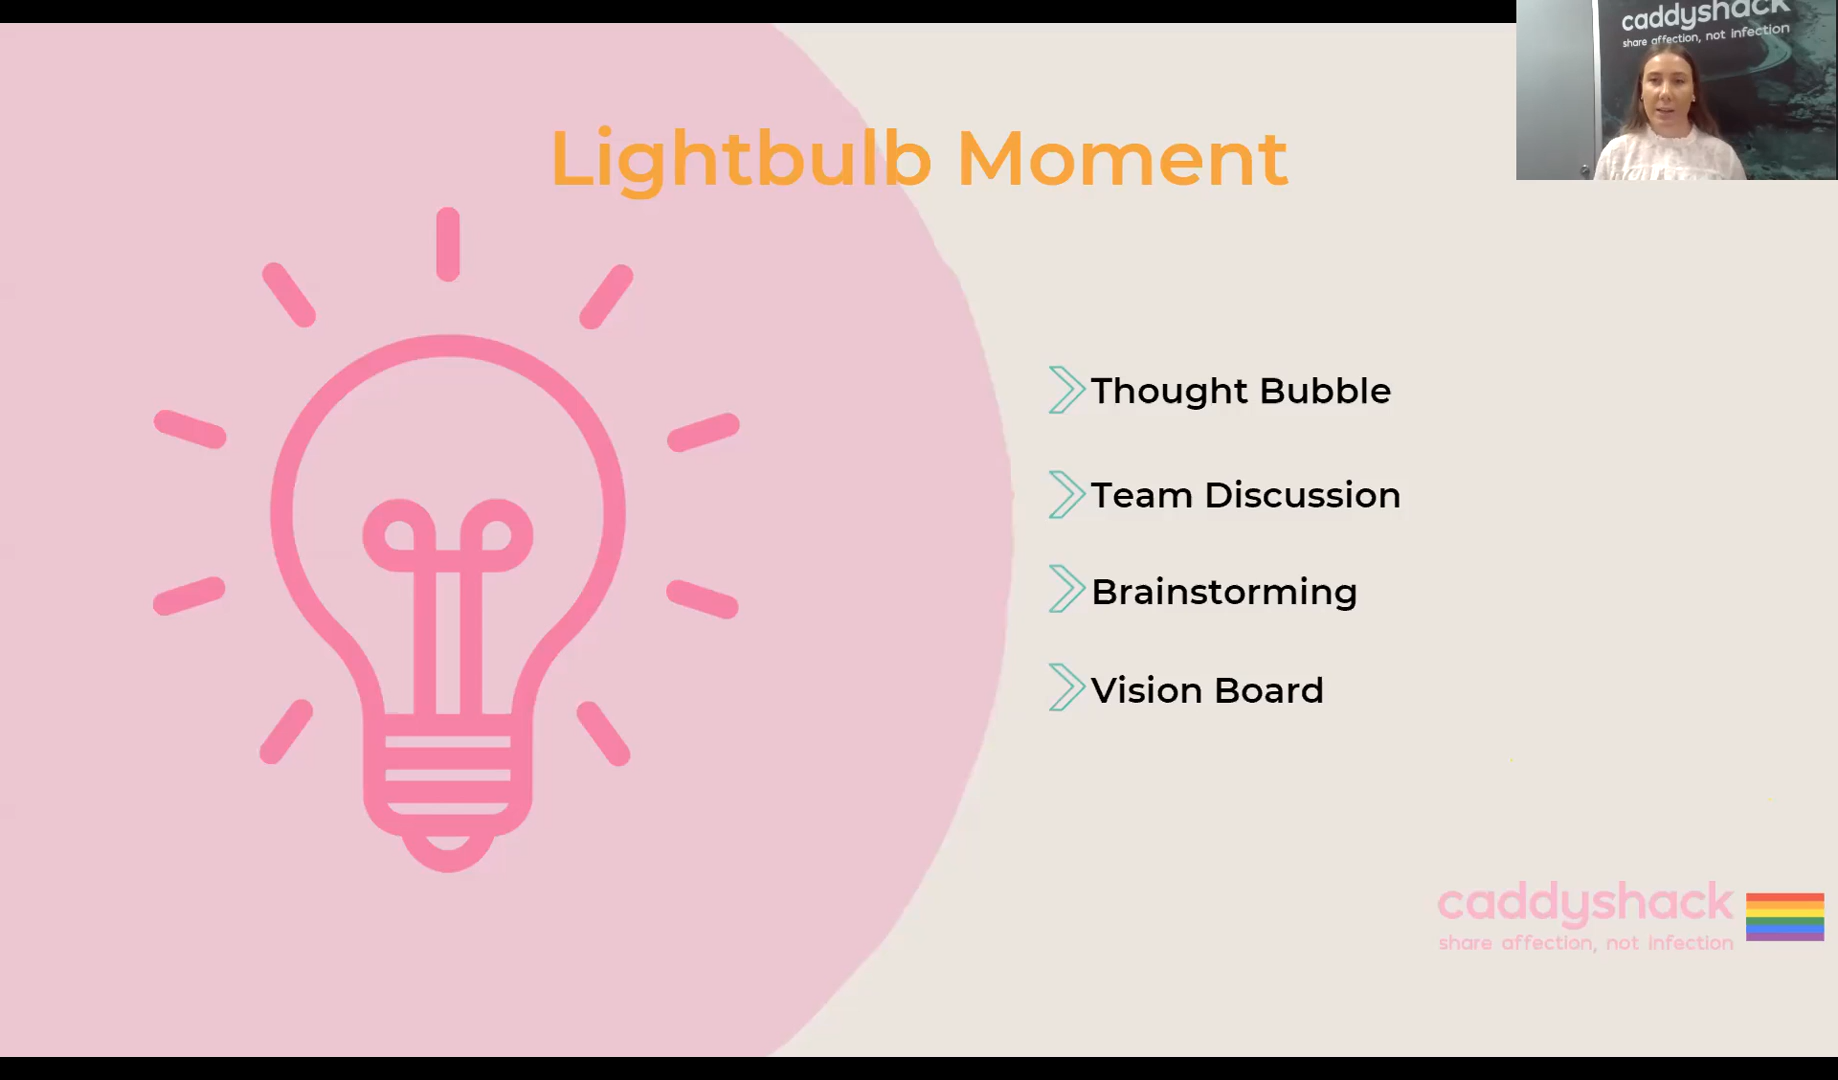 caddyshack
share affection, not infection
Lightbulb Moment
Thought Bubble
Team Discussion
Brainstorming
Vision Board
caddyshack
share affection, not infection